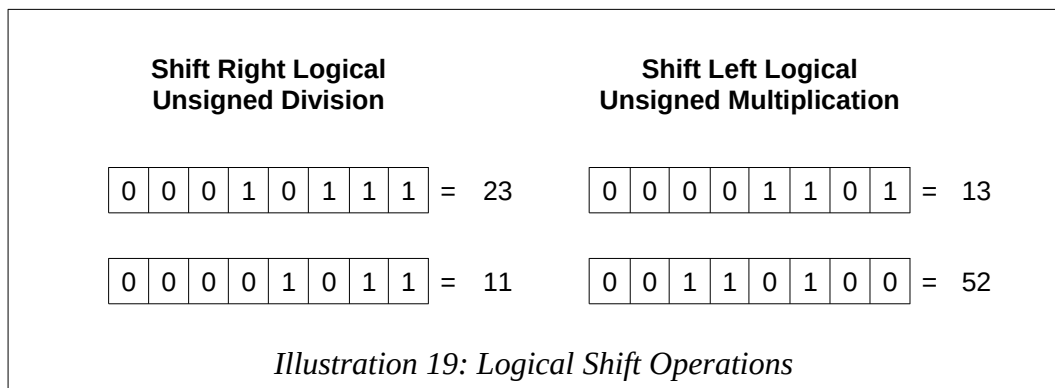 Shift Right Logical
Unsigned Division
Shift Left Logical
Unsigned Multiplication
0 0 0 1 0 1 1 1 = 23
0 0 0 0 1 1 0 1 = 13
0 0 0 0 1 0 1 1 = 11
0 0 1 1 0 1 0 0 = 52
Illustration 19: Logical Shift Operations